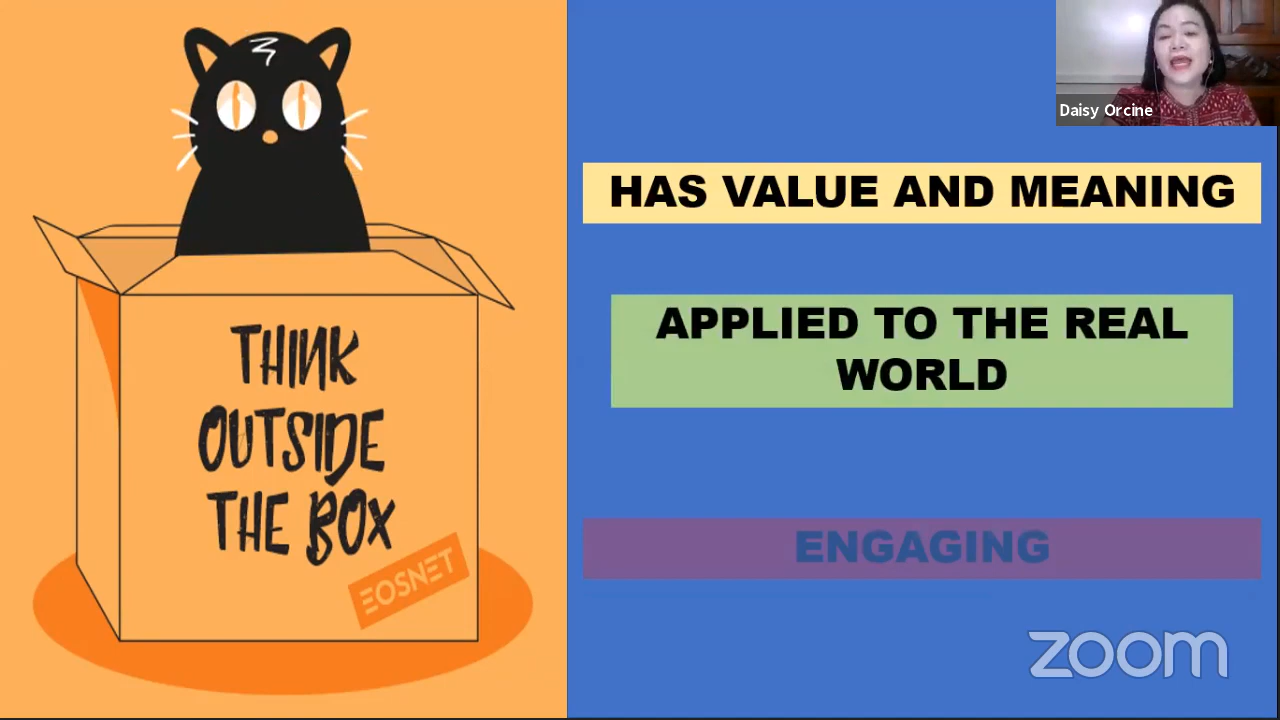 THINK
OUTSIDE
THE BOX
EOSNET
Daisy Orcine
HAS VALUE AND MEANING
APPLIED TO THE REAL
WORLD
ENGAGING
zoom